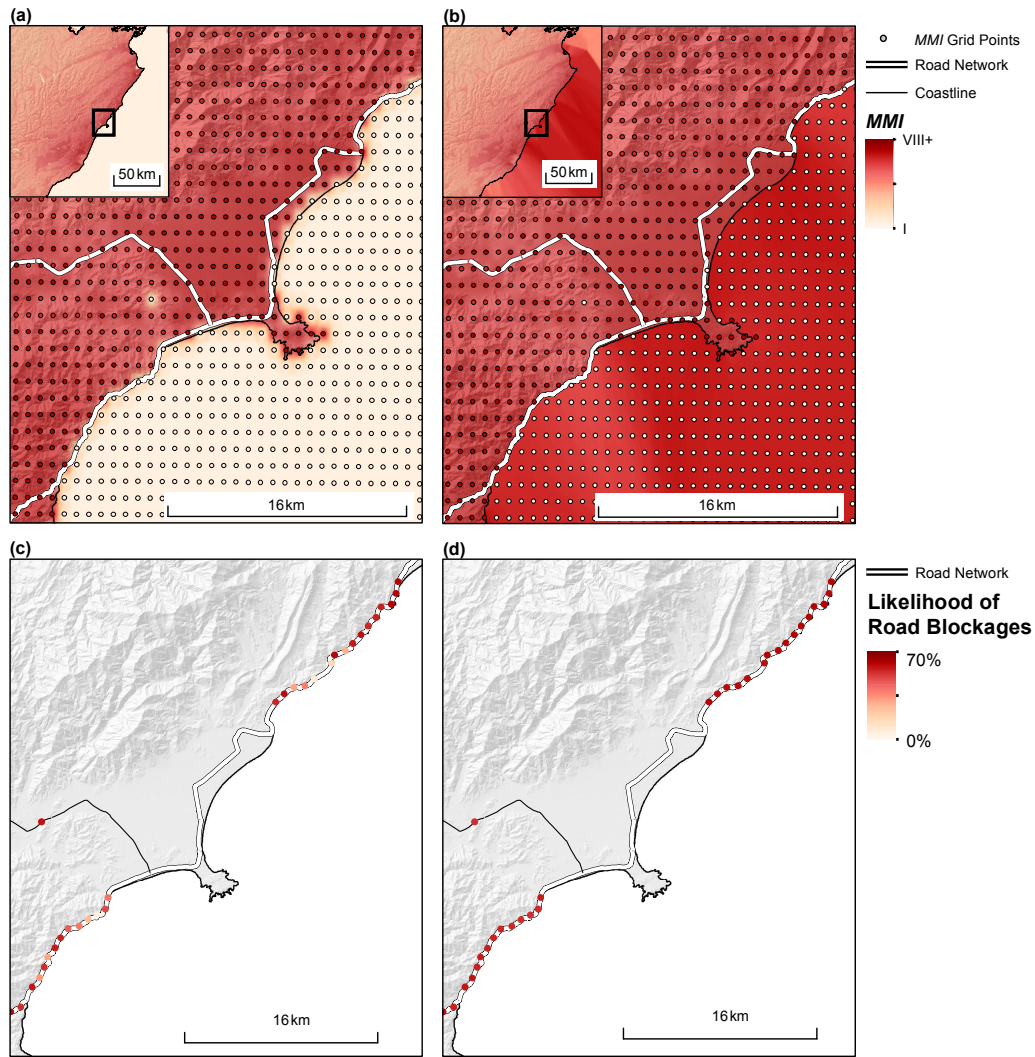 (a)
(b)
50 km
50 km
16 km
16 km
MMI Grid Points
Road Network
Coastline
MMI
VIII+
I
(c)
(d)
16 km
16 km
Road Network
Likelihood of
Road Blockages
70%
0%